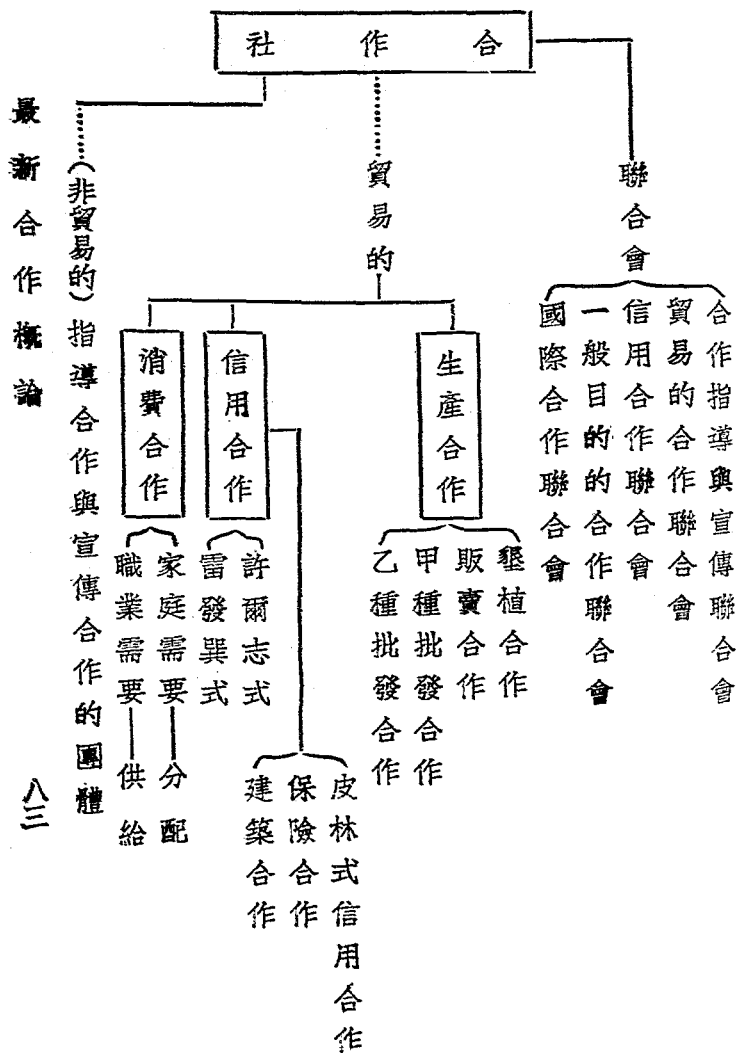 合作社
聯合會
合作指導與宣傳聯合會
貿易的合作聯合會
信用合作聯合會
一般目的的合作聯合會
國際合作聯合會
貿易的
生產合作
墾植合作
販賣合作
甲種批發合作
乙種批發合作
信用合作
許爾志式
雷發巽式
皮林式信用合作
保險合作
建築合作
消費合作
家庭需要——分配
職業需要——供給
(非貿易的)指導合作與宣傳合作的團體
最新合作概論
八三